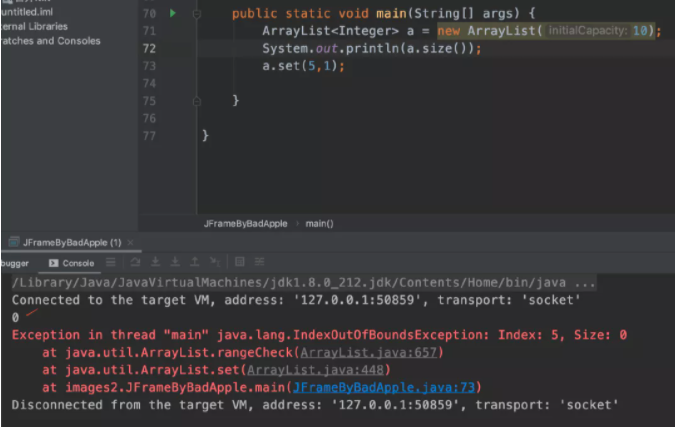 untitled.iml
ternal Libraries
ratches and Consoles
70 public static void main(String[] args) {
71 ArrayList<Integer> a = new ArrayList( initialCapacity: 10);
72 System.out.println(a.size());
73 a.set(5,1);
74
75 }
76
77 }
JFrameByBadApple › main()
JFrameByBadApple (1) ×
bugger Console
/Library/Java/JavaVirtualMachines/jdk1.8.0_212.jdk/Contents/Home/bin/java ...
Connected to the target VM, address: '127.0.0.1:50859', transport: 'socket'
0
Exception in thread "main" java.lang.IndexOutOfBoundsException: Index: 5, Size: 0
at java.util.ArrayList.rangeCheck(ArrayList.java:657)
at java.util.ArrayList.set(ArrayList.java:448)
at images2.JFrameByBadApple.main(JFrameByBadApple.java:73)
Disconnected from the target VM, address: '127.0.0.1:50859', transport: 'socket'